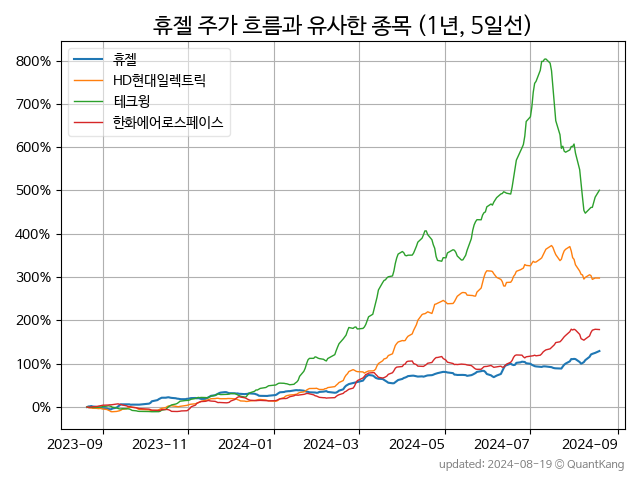 휴젤 주가 흐름과 유사한 종목 (1년, 5일선)
휴젤
HD현대일렉트릭
테크윙
한화에어로스페이스
800%
700%
600%
500%
400%
300%
200%
100%
0%
2023-09 2023-11 2024-01 2024-03 2024-05 2024-07 2024-09
updated: 2024-08-19 © QuantKang